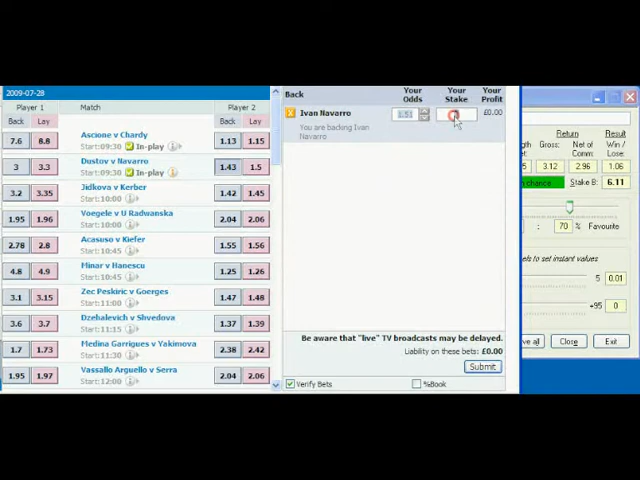 2009-07-28
Player 1 Match Player 2
Back Lay Back Lay
7.6 8.8 Ascione v Chardy 1.13 1.15
Start:09:30 In-play
3 3.3 Dustov v Navarro 1.43 1.5
Start:09:30 In-play
3.2 3.35 Jidkova v Kerber 1.42 1.45
Start:10:00
1.95 1.96 Voegele v U Radwanska 2.04 2.06
Start:10:00
2.78 2.8 Acasuso v Kiefer 1.55 1.56
Start:10:45
4.8 4.9 Minar v Hanescu 1.25 1.26
Start:10:45
3.1 3.15 Zec Peskiric v Goerges 1.47 1.48
Start:11:00
3.6 3.7 Dzehalevich v Shvedova 1.37 1.39
Start:11:15
1.7 1.73 Medina Garrigues v Yakimova 2.38 2.42
Start:11:00
1.95 1.97 Vassallo Arguello v Serra 2.04 2.06
Start:12:00
Back Your Odds Your Stake Your Profit
X Ivan Navarro 1.51 £0.00
You are backing Ivan
Navarro
Be aware that "live" TV broadcasts may be delayed.
Liability on these bets: £0.00
Submit
Verify Bets %Book
Return Result
Gross: Net of Comm: Win / Lose:
3.12 2.96 1.06
chance Stake B: 6.11
: 70 % Favourite
to set instant values
5 0.01
+95 0
all Close Exit